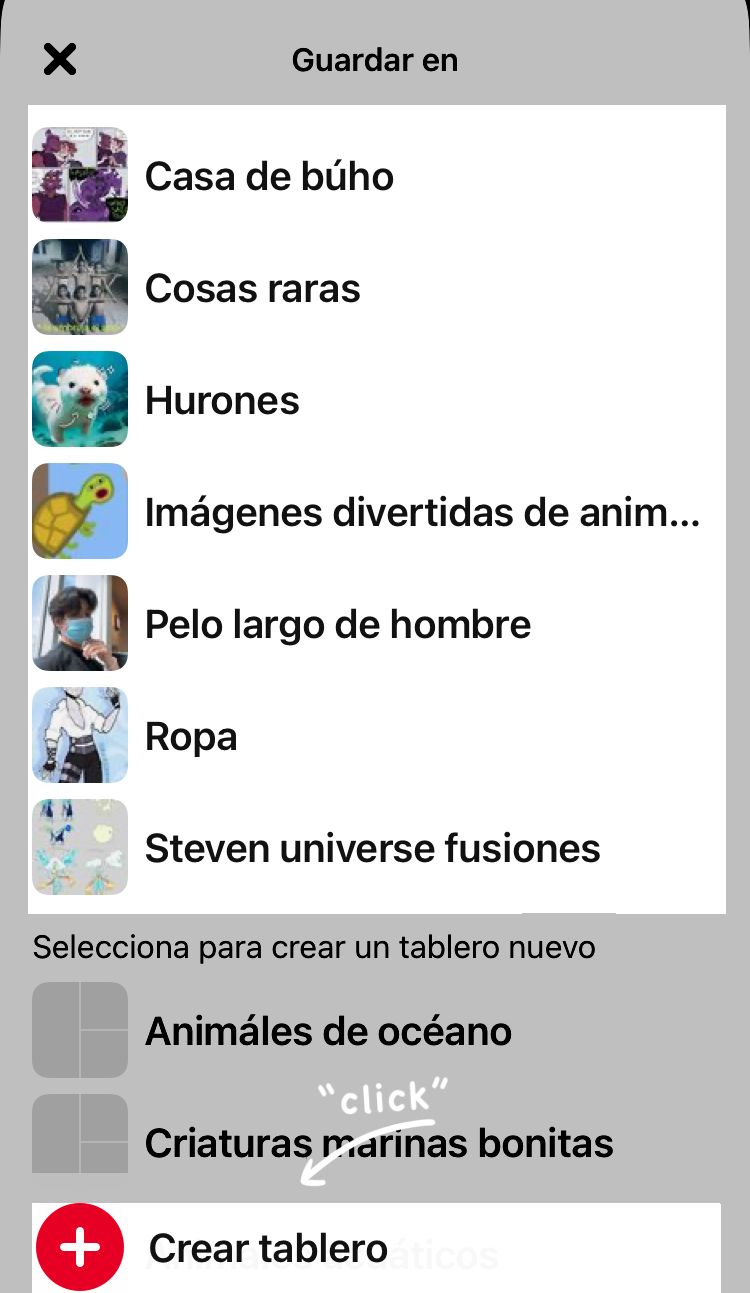 Guardar en
Casa de búho
Cosas raras
Hurones
Imágenes divertidas de anim...
Pelo largo de hombre
Ropa
Steven universe fusiones
Selecciona para crear un tablero nuevo
Animáles de océano
"click"
Criaturas marinas bonitas
Crear tablero